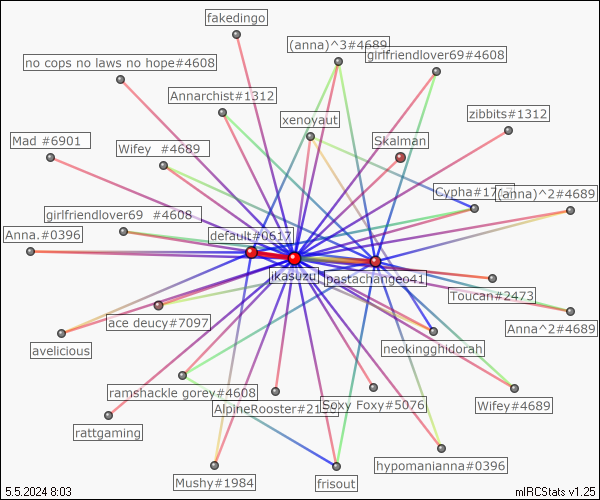 fakedingo
(anna)^3#4689
girlfriendlover69#4608
no cops no laws no hope#4608
Annarchist#1312
zibbits#1312
xenoyaut
Mad #6901
Skalman
Wifey #4689
Cypha#17
(anna)^2#4689
girlfriendlover69 #4608
Anna.#0396
default#0617
ikasuzu
pastachangeo41
Toucan#2473
ace deucy#7097
Anna^2#4689
avelicious
neokingghidorah
ramshackle gorey#4608
AlpineRooster#21
Soxy Foxy#5076
Wifey#4689
rattgaming
hypomanianna#0396
Mushy#1984
frisout
5.5.2024 8:03
mIRCStats v1.25